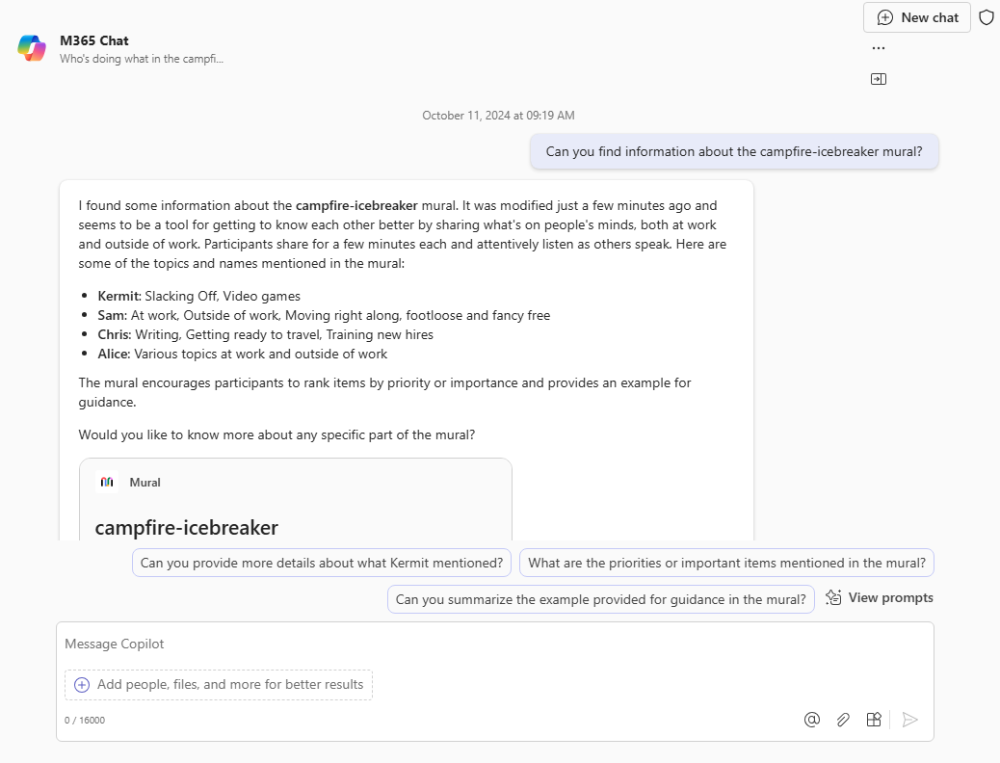 New chat
M365 Chat
Who's doing what in the campfi...
October 11, 2024 at 09:19 AM
Can you find information about the campfire-icebreaker mural?
I found some information about the campfire-icebreaker mural. It was modified just a few minutes ago and
seems to be a tool for getting to know each other better by sharing what's on people's minds, both at work
and outside of work. Participants share for a few minutes each and attentively listen as others speak. Here are
some of the topics and names mentioned in the mural:
• Kermit: Slacking Off, Video games
• Sam: At work, Outside of work, Moving right along, footloose and fancy free
• Chris: Writing, Getting ready to travel, Training new hires
• Alice: Various topics at work and outside of work
The mural encourages participants to rank items by priority or importance and provides an example for
guidance.
Would you like to know more about any specific part of the mural?
Mural
campfire-icebreaker
Can you provide more details about what Kermit mentioned?
What are the priorities or important items mentioned in the mural?
Can you summarize the example provided for guidance in the mural?
View prompts
Message Copilot
Add people, files, and more for better results
0 / 16000